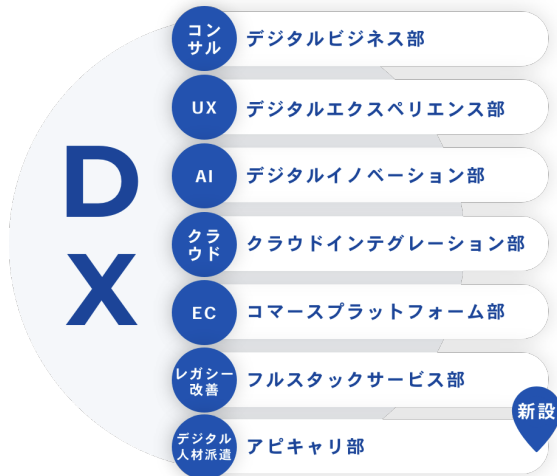 DX
コンサル
デジタルビジネス部
UX
デジタルエクスペリエンス部
AI
デジタルイノベーション部
クラウド
クラウドインテグレーション部
EC
コマースプラットフォーム部
レガシー改善
フルスタックサービス部
新設
デジタル人材派遣
アピキャリ部